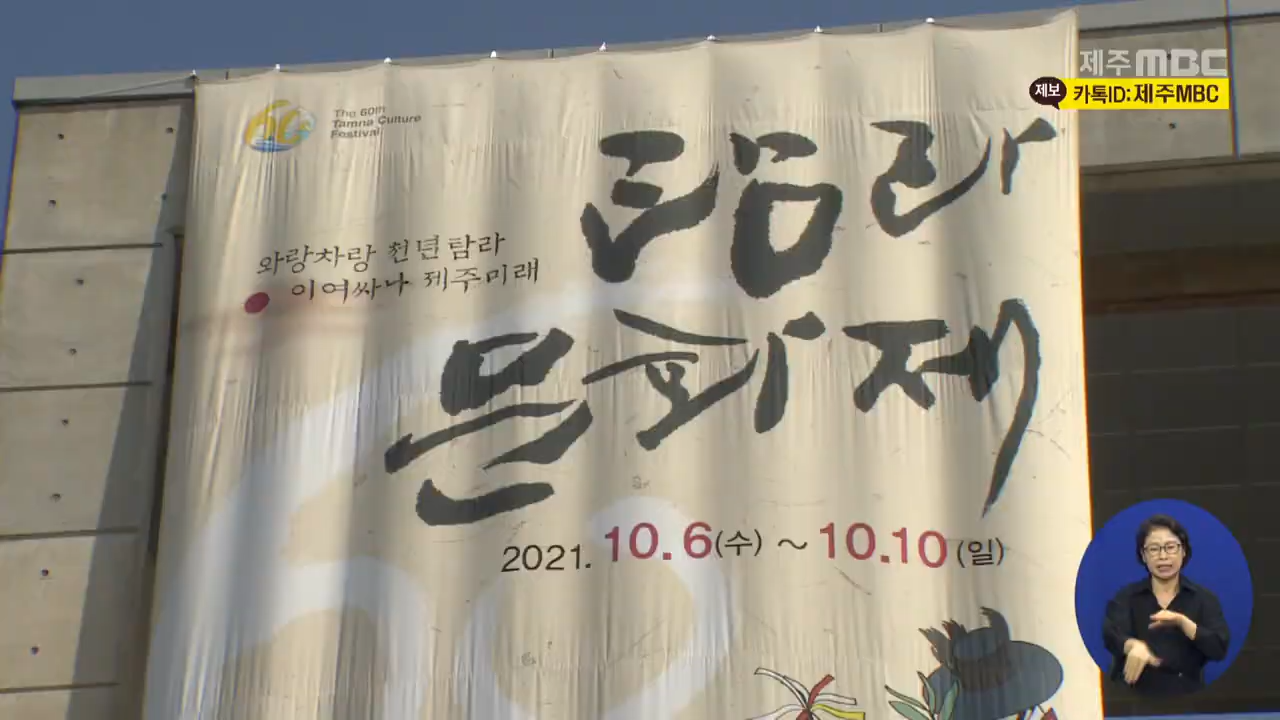 제주MBC
제보 카톡ID:제주MBC
The 60th
Tamna Culture
Festival
탐라
와랑차랑 천년탐라
이여싸나 제주미래
문화제
2021. 10. 6(수) ~ 10. 10(일)